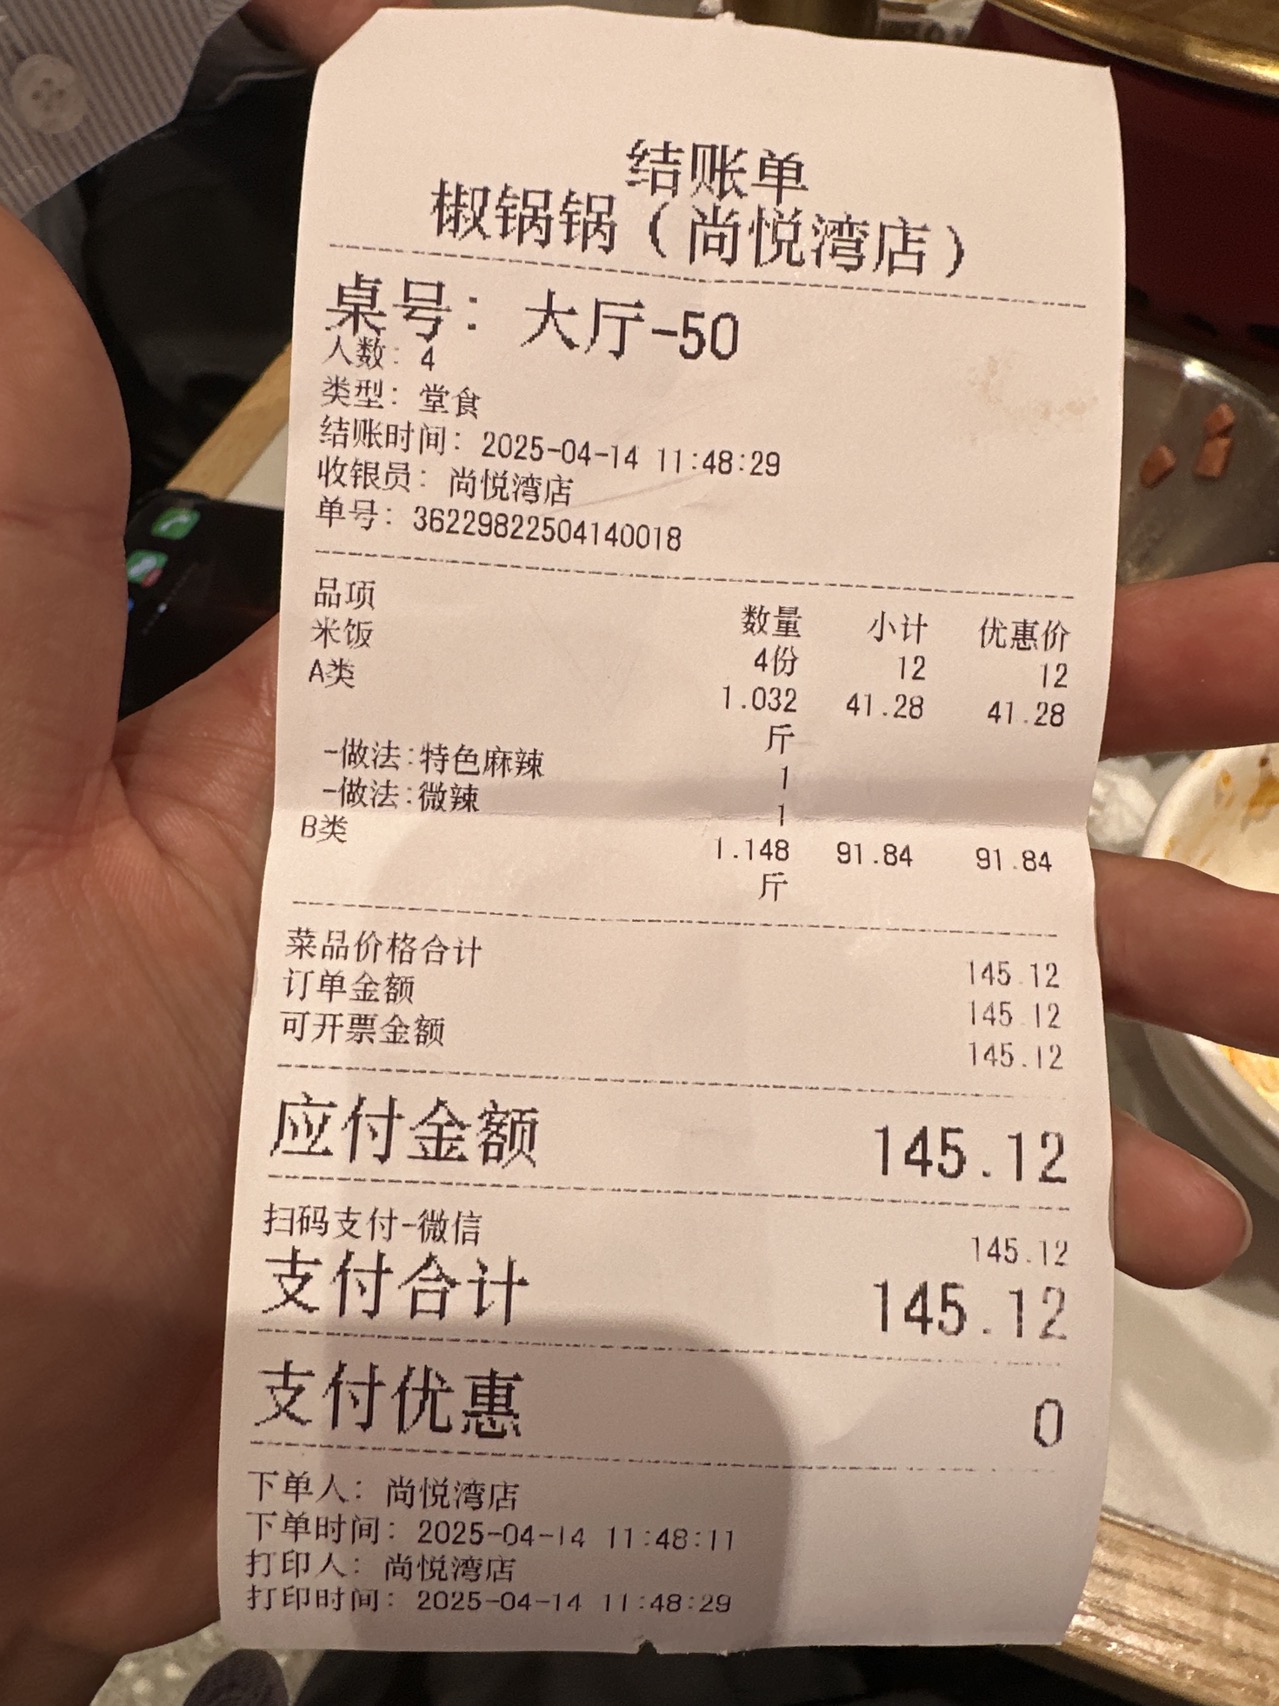 结账单
椒锅锅（尚悦湾店）
桌号：大厅-50
人数：4
类型：堂食
结账时间：2025-04-14 11:48:29
收银员：尚悦湾店
单号：36229822504140018
品项 数量 小计 优惠价
米饭 4份 12 12
A类 1.032 41.28 41.28
斤
-做法:特色麻辣 1
-做法:微辣 1
B类 1.148 91.84 91.84
斤
菜品价格合计 145.12
订单金额 145.12
可开票金额 145.12
应付金额 145.12
扫码支付-微信 145.12
支付合计 145.12
支付优惠 0
下单人：尚悦湾店
下单时间：2025-04-14 11:48:11
打印人：尚悦湾店
打印时间：2025-04-14 11:48:29